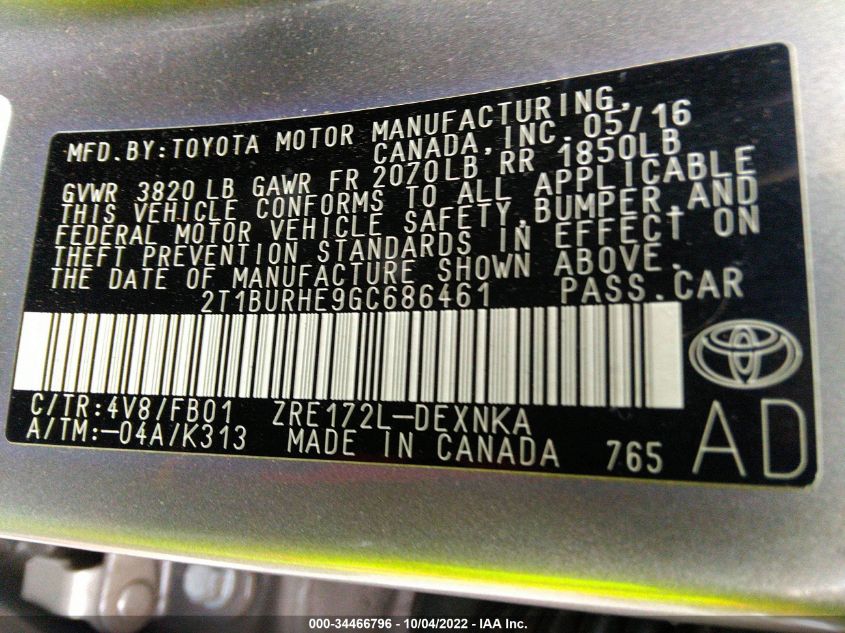 MFD. BY: TOYOTA MOTOR MANUFACTURING,
CANADA, INC. 05/16
GVWR 3820 LB GAWR FR 2070LB RR 1850LB
THIS VEHICLE CONFORMS TO ALL APPLICABLE
FEDERAL MOTOR VEHICLE SAFETY, BUMPER, AND
THEFT PREVENTION STANDARDS IN EFFECT ON
THE DATE OF MANUFACTURE SHOWN ABOVE.
2T1BURHE9GC686461 PASS. CAR
C/TR: 4V8/FB01 ZRE172L-DEXNKA
A/TM: -04A/K313 MADE IN CANADA 765
AD
000-34466796 - 10/04/2022 - IAA Inc.